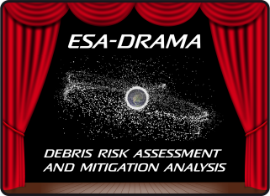 ESA-DRAMA
DEBRIS RISK ASSESSMENT
AND MITIGATION ANALYSIS